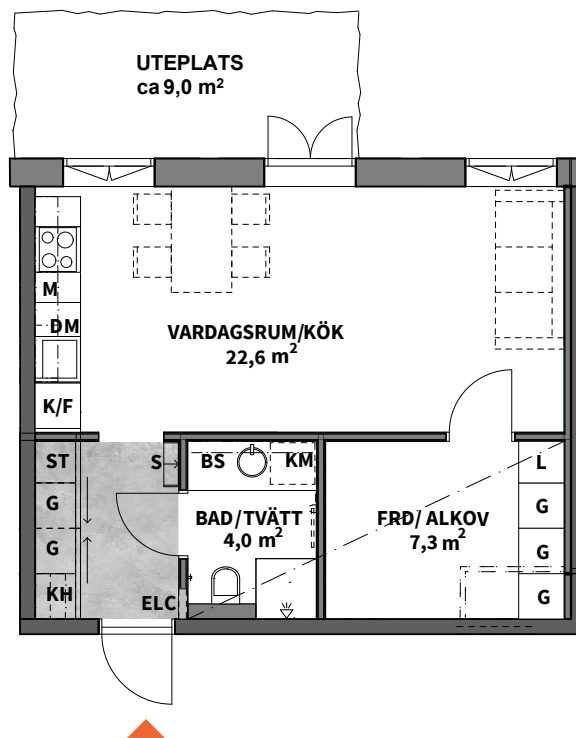 UTEPLATS
ca 9,0 m²
M
DM
VARDAGSRUM/KÖK
22,6 m²
K/F
ST
S
BS
KM
L
G
G
BAD/TVÄTT
4,0 m²
FRD/ ALKOV
7,3 m²
G
G
KH
ELC
G